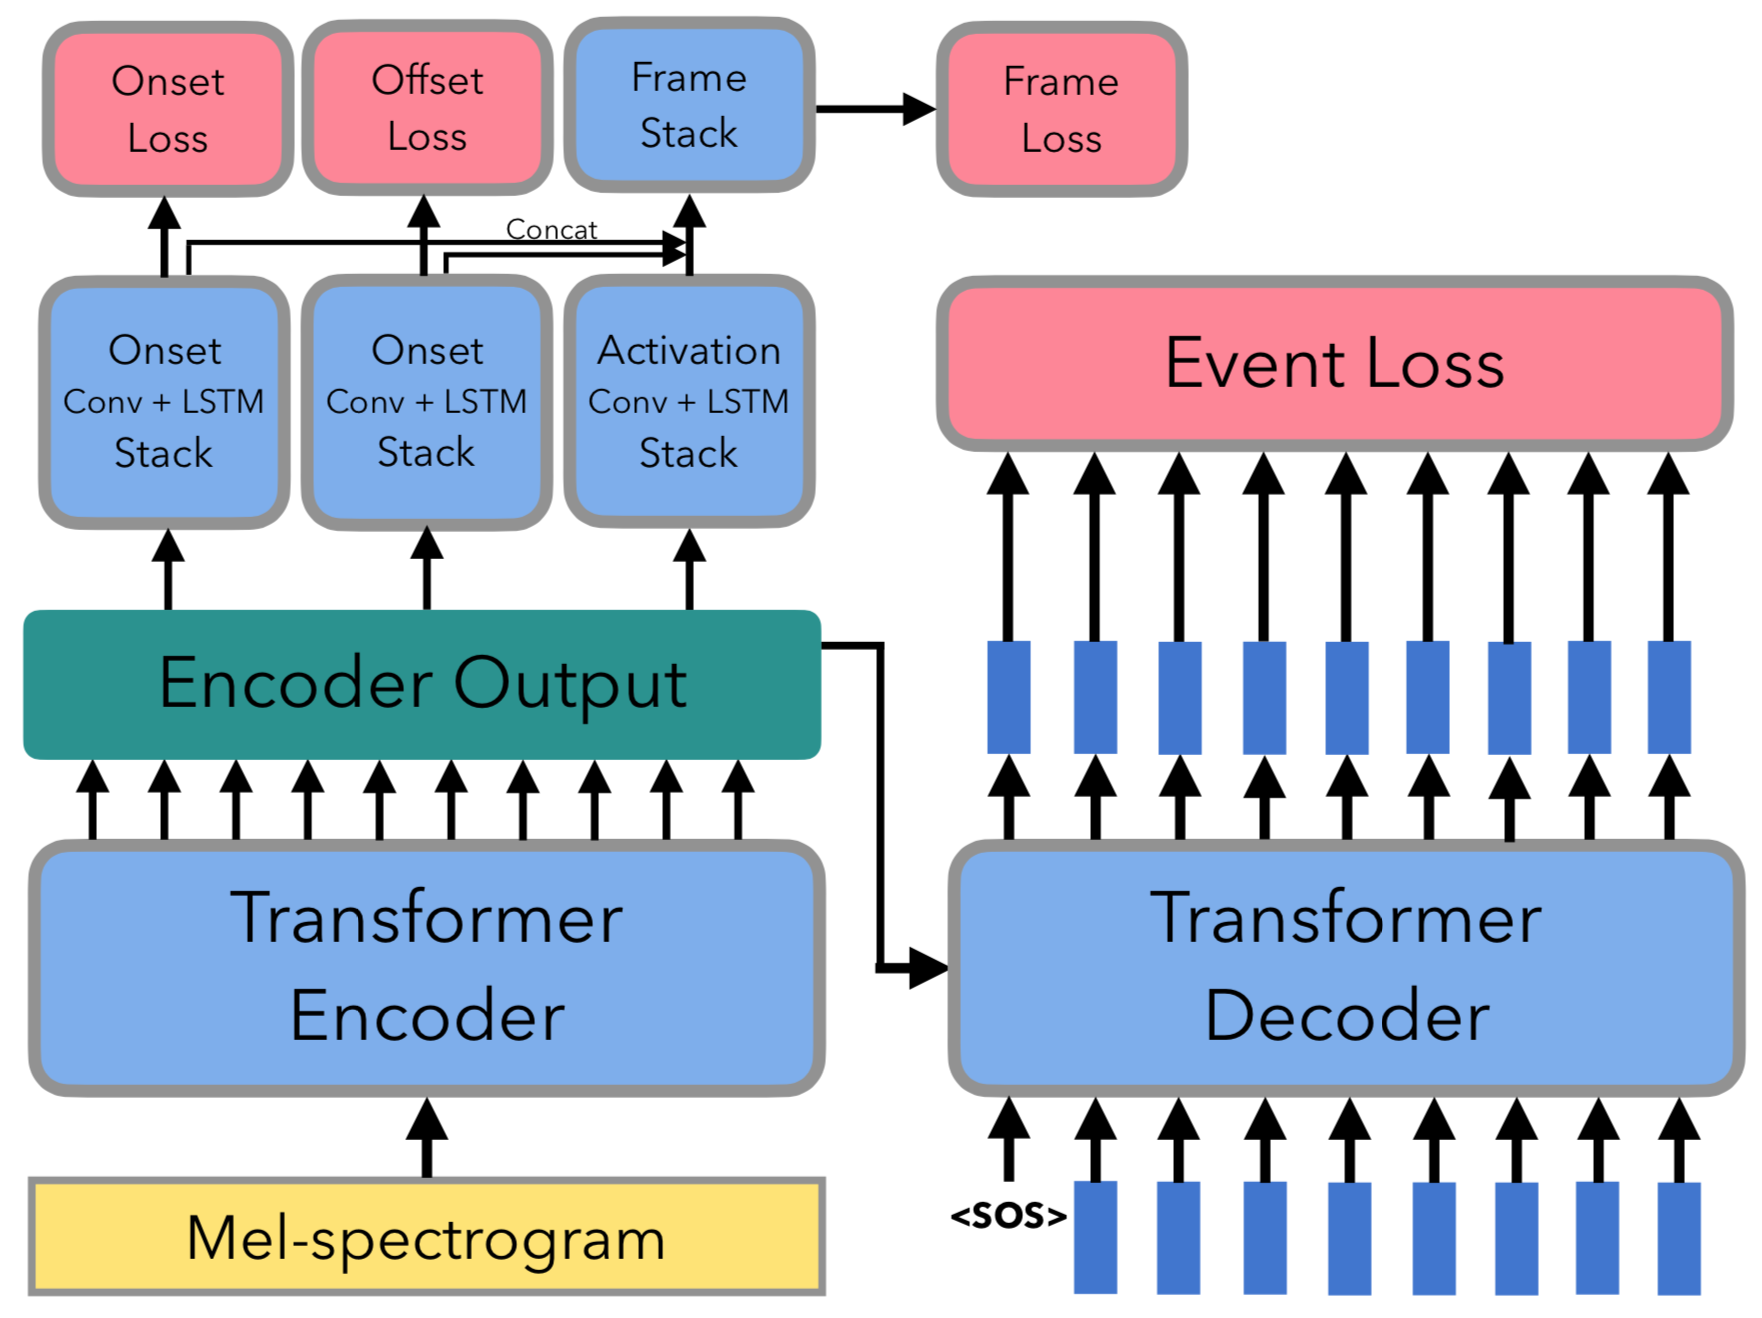 Onset
Loss
Offset
Loss
Frame
Stack
Frame
Loss
Concat
Onset
Conv + LSTM
Stack
Onset
Conv + LSTM
Stack
Activation
Conv + LSTM
Stack
Event Loss
Encoder Output
Transformer
Encoder
Transformer
Decoder
Mel-spectrogram
<SOS>